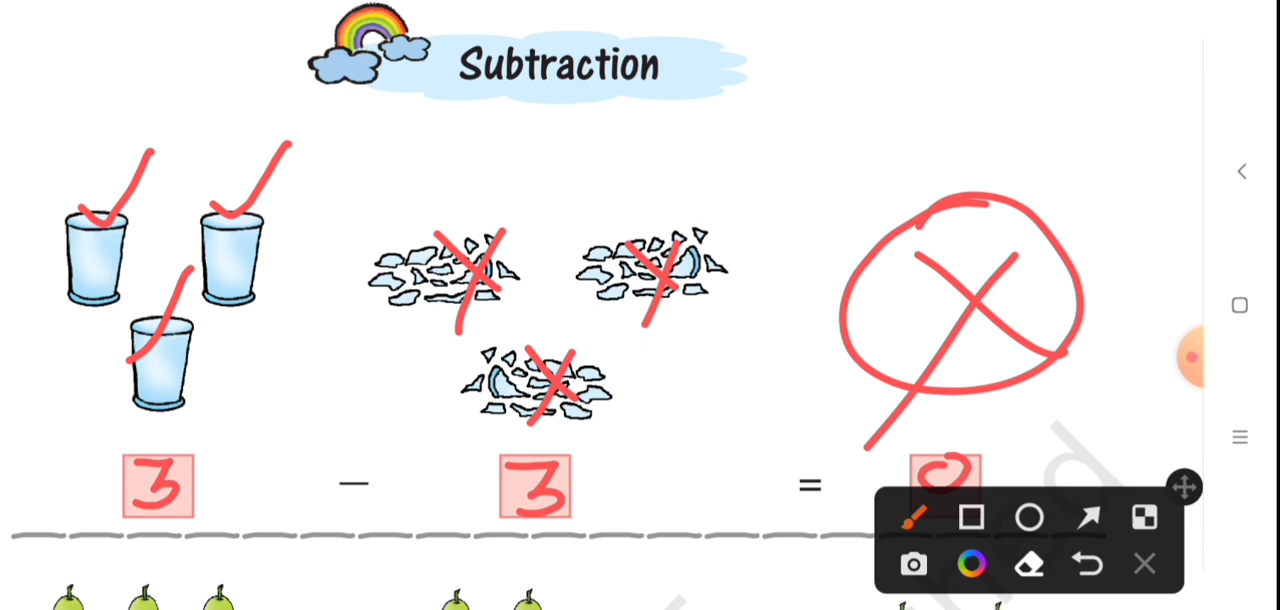 Subtraction
3 - 3 = 0